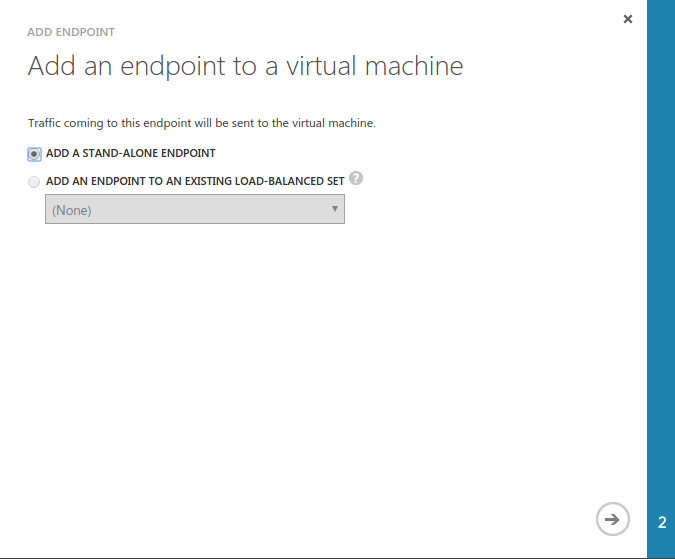 ADD ENDPOINT
Add an endpoint to a virtual machine
Traffic coming to this endpoint will be sent to the virtual machine.
ADD A STAND-ALONE ENDPOINT
ADD AN ENDPOINT TO AN EXISTING LOAD-BALANCED SET ?
(None)
2